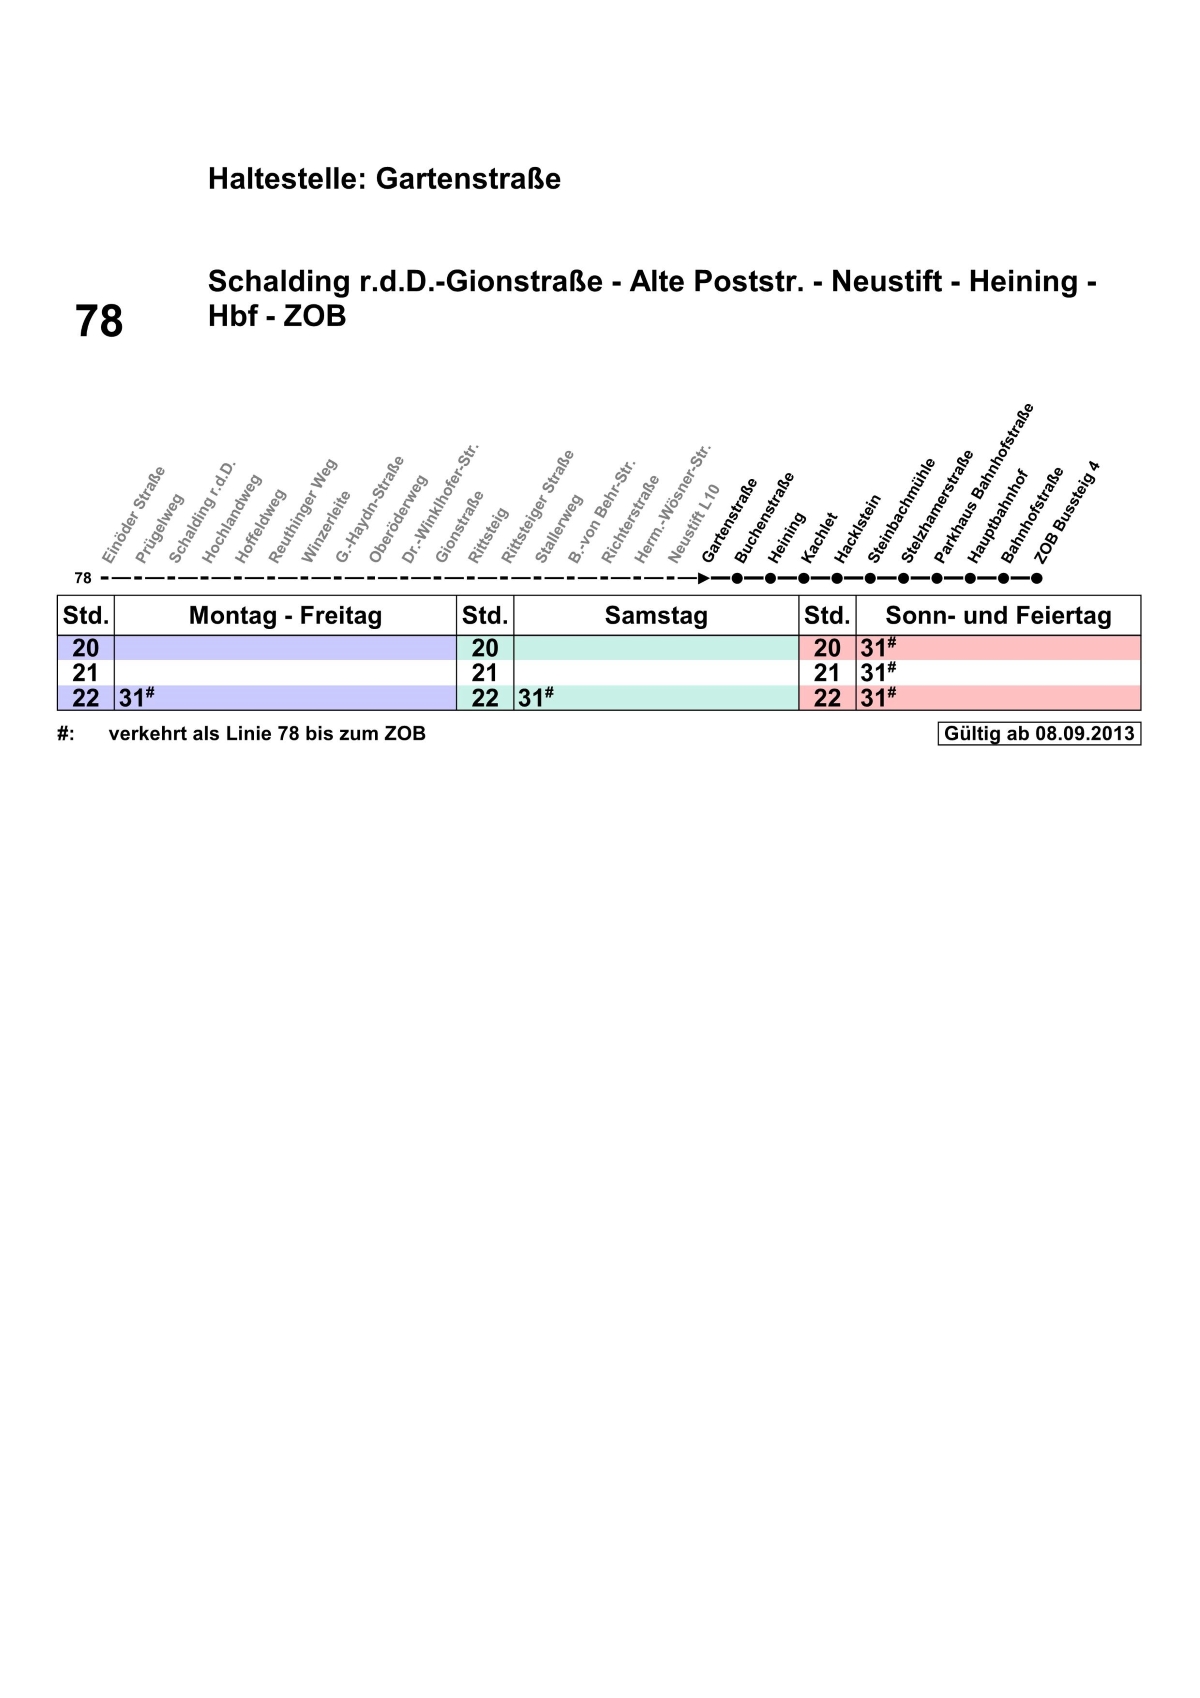 Haltestelle: Gartenstraße
Schalding r.d.D.-Gionstraße - Alte Poststr. - Neustift - Heining -
78
Hbf - ZOB
Einöder Straße
Prügelweg
Schalding r.d.D.
Hochlandweg
Hoffeldweg
Reuthinger Weg
Winzerleite
G.-Haydn-Straße
Oberöderweg
Dr.-Winklhofer-Str.
Gionstraße
Rittsteig
Rittsteiger Straße
Stallerweg
B.-von Behr-Str.
Richterstraße
Herm.-Wösner-Str.
Neustift L10
Gartenstraße
Buchenstraße
Heining
Kachlet
Hacklstein
Steinbachmühle
Stelzhamerstraße
Parkhaus Bahnhofstraße
Hauptbahnhof
Bahnhofstraße
ZOB Bussteig 4
78
Std. Montag - Freitag Std. Samstag Std. Sonn- und Feiertag
20 20 20 31#
21 21 21 31#
22 31# 22 31# 22 31#
#: verkehrt als Linie 78 bis zum ZOB Gültig ab 08.09.2013